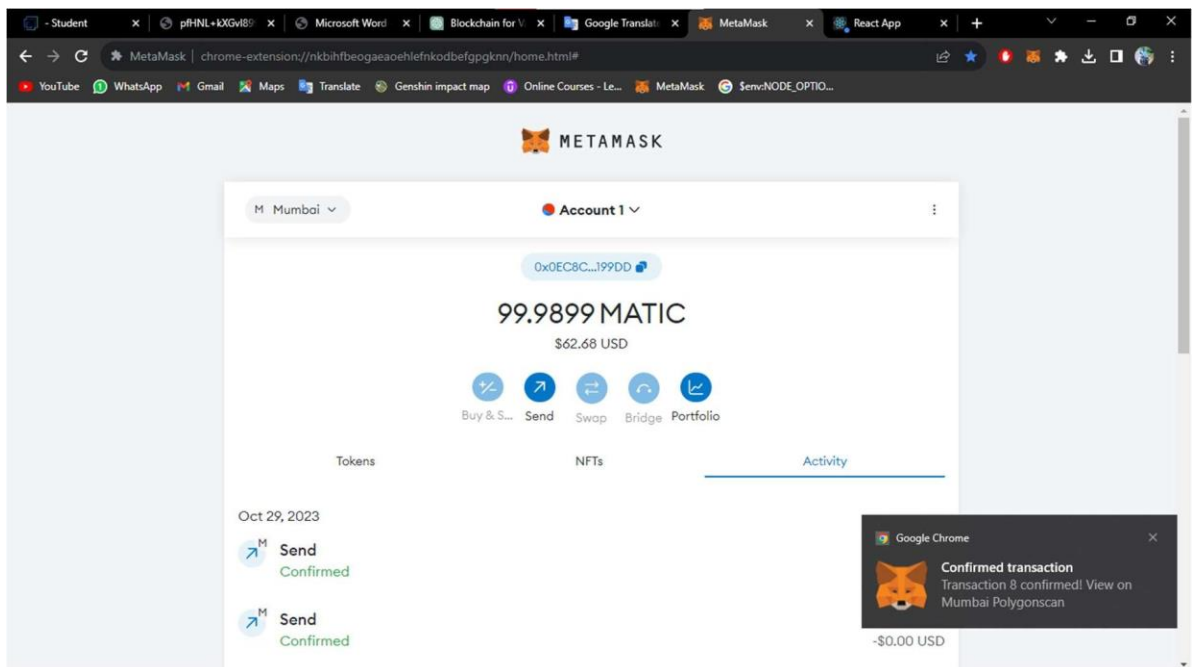 - Student
pfHNL+kXGvI89
Microsoft Word
Blockchain for V
Google Translate
MetaMask
React App
MetaMask | chrome-extension://nkbihfbeogaeaoehlefnkodbefgpgknn/home.html#
YouTube WhatsApp Gmail Maps Translate Genshin impact map Online Courses - Le... MetaMask $env:NODE_OPTIO...
METAMASK
M Mumbai
Account 1
0x0EC8C...199DD
99.9899 MATIC
$62.68 USD
Buy & S... Send Swap Bridge Portfolio
Tokens NFTs Activity
Oct 29, 2023
M Send
Confirmed
M Send
Confirmed
-$0.00 USD
Google Chrome
Confirmed transaction
Transaction 8 confirmed! View on
Mumbai Polygonscan